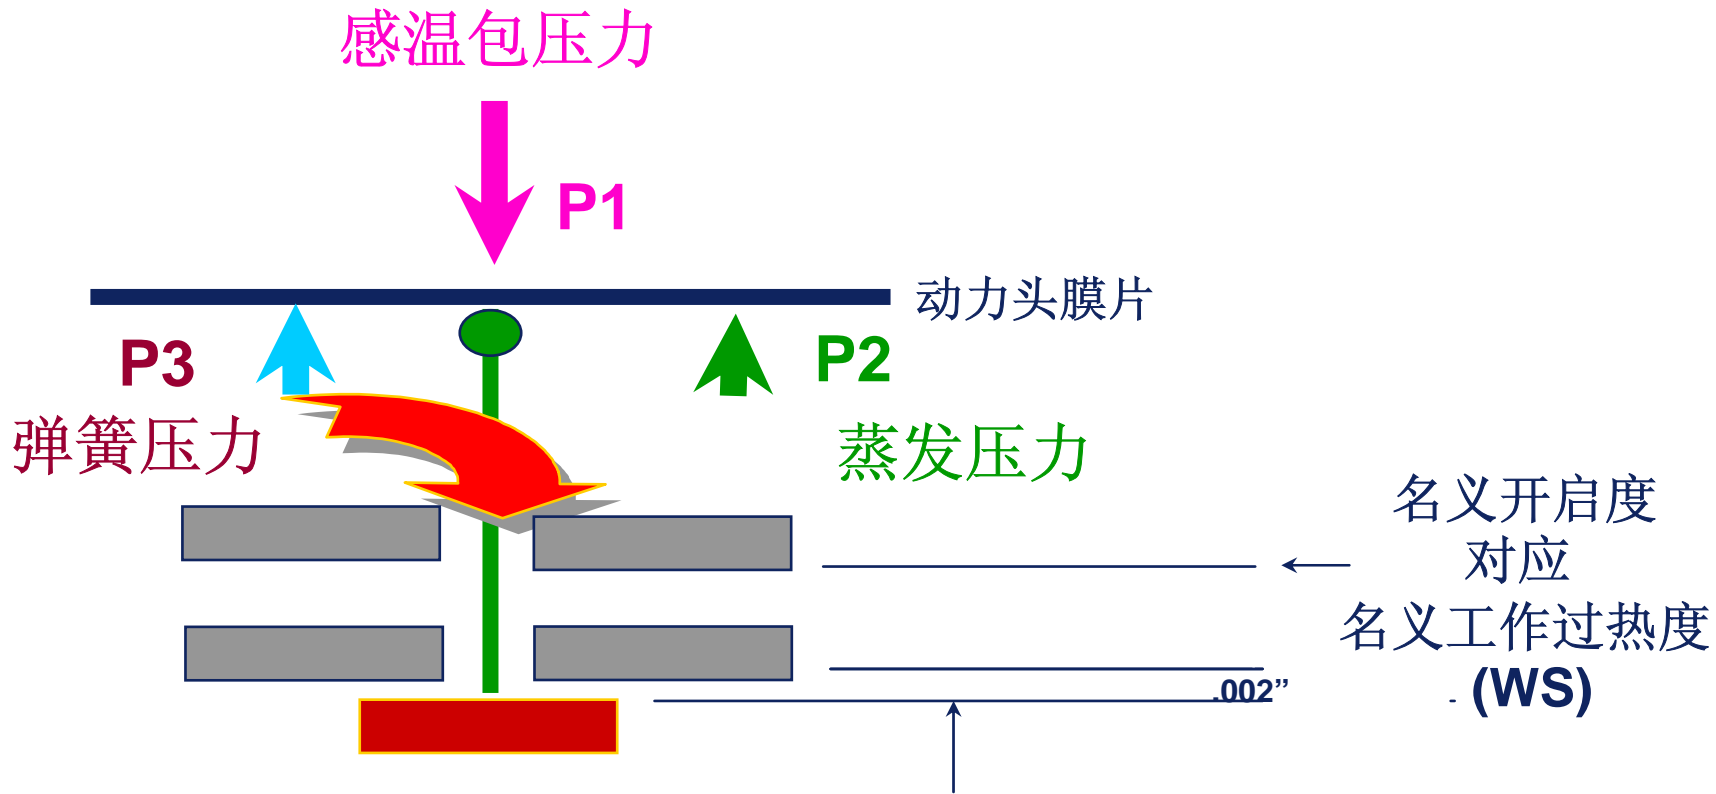 感温包压力
P1
动力头膜片
P3
P2
弹簧压力
蒸发压力
名义开启度
对应
名义工作过热度
.002”
- (WS)